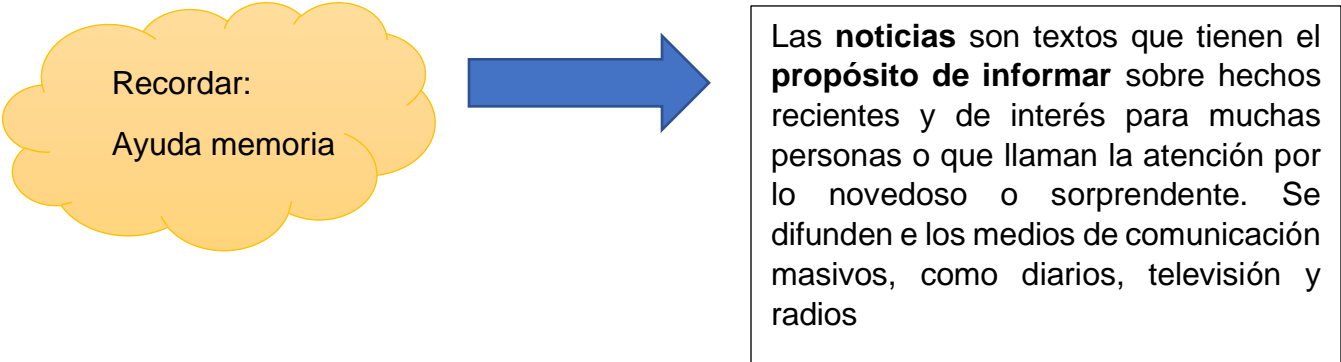 Recordar:
Ayuda memoria
Las noticias son textos que tienen el
propósito de informar sobre hechos
recientes y de interés para muchas
personas o que llaman la atención por
lo novedoso o sorprendente. Se
difunden e los medios de comunicación
masivos, como diarios, televisión y
radios